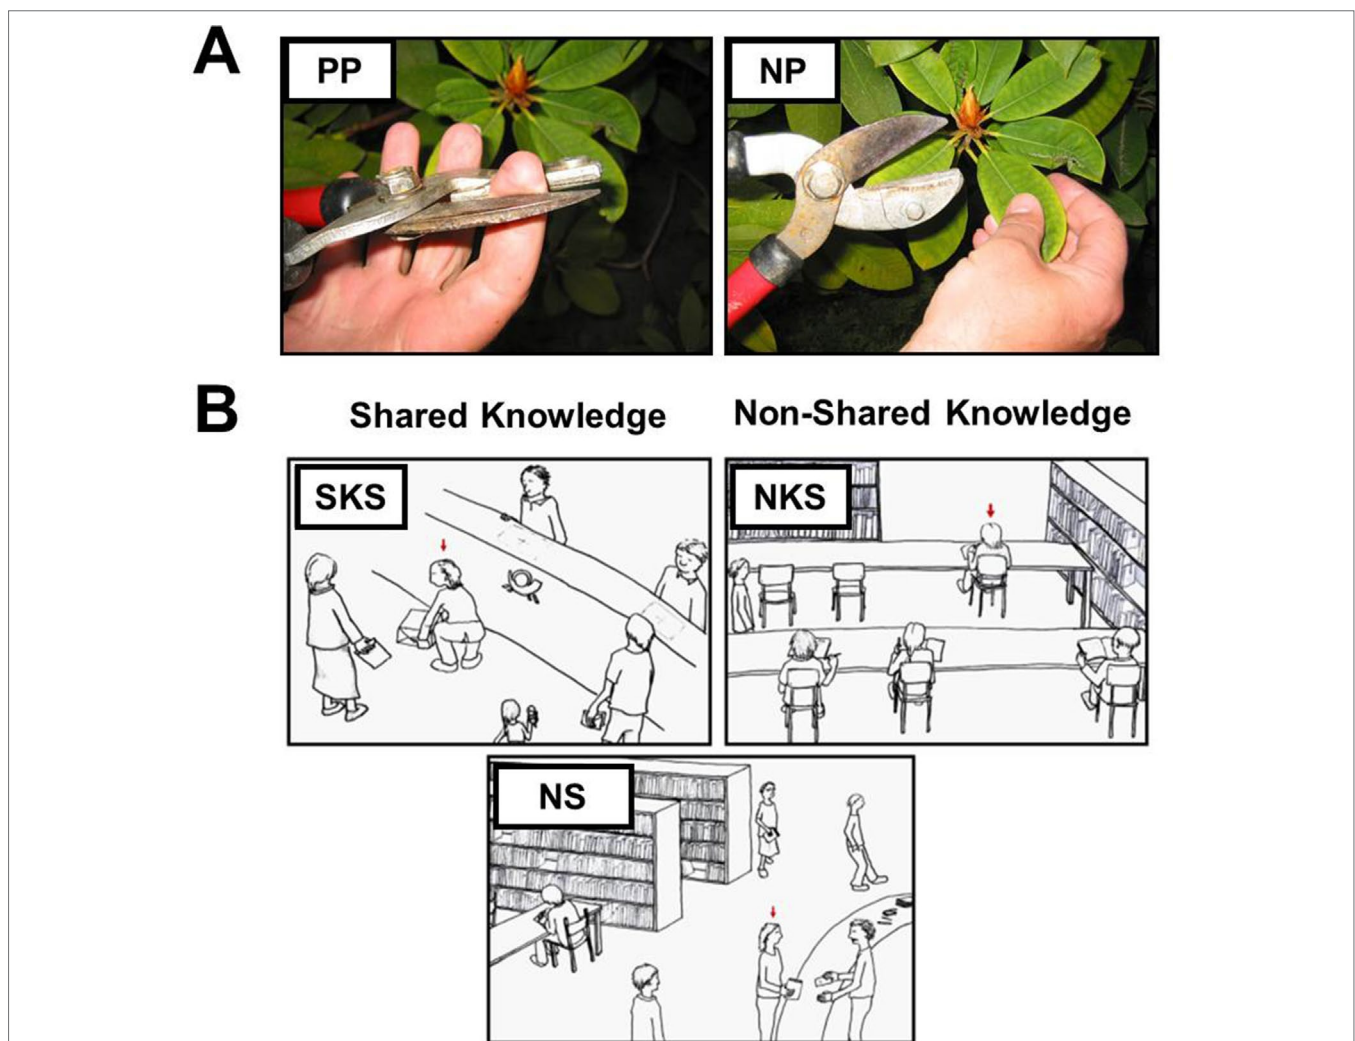 A
PP
NP
B
Shared Knowledge
Non-Shared Knowledge
SKS
NKS
NS